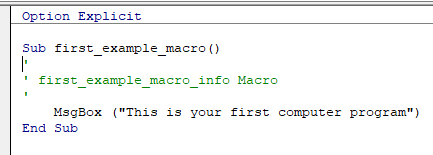 Option Explicit
Sub first_example_macro()
'
' first_example_macro_info Macro
'
MsgBox ("This is your first computer program")
End Sub